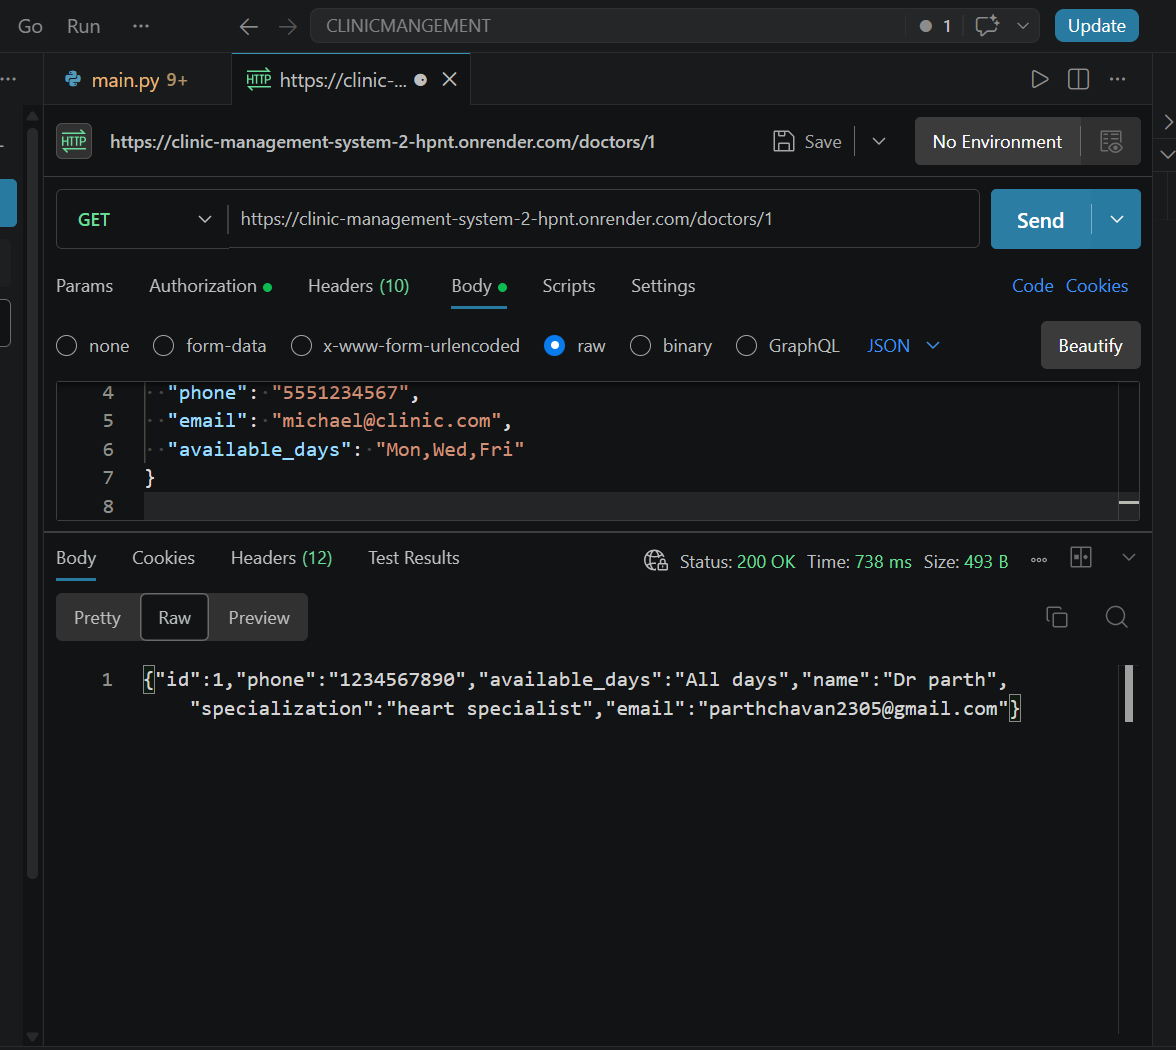 Go Run ··· CLINICMANGEMENT 1 Update
··· main.py 9+ HTTP https://clinic-...
HTTP https://clinic-management-system-2-hpnt.onrender.com/doctors/1 Save No Environment
GET https://clinic-management-system-2-hpnt.onrender.com/doctors/1 Send
Params Authorization Headers (10) Body Scripts Settings Code Cookies
none form-data x-www-form-urlencoded raw binary GraphQL JSON Beautify
4 "phone": "5551234567",
5 "email": "michael@clinic.com",
6 "available_days": "Mon,Wed,Fri"
7 }
8
Body Cookies Headers (12) Test Results Status: 200 OK Time: 738 ms Size: 493 B
Pretty Raw Preview
1 {"id":1,"phone":"1234567890","available_days":"All days","name":"Dr parth",
"specialization":"heart specialist","email":"parthchavan2305@gmail.com"}